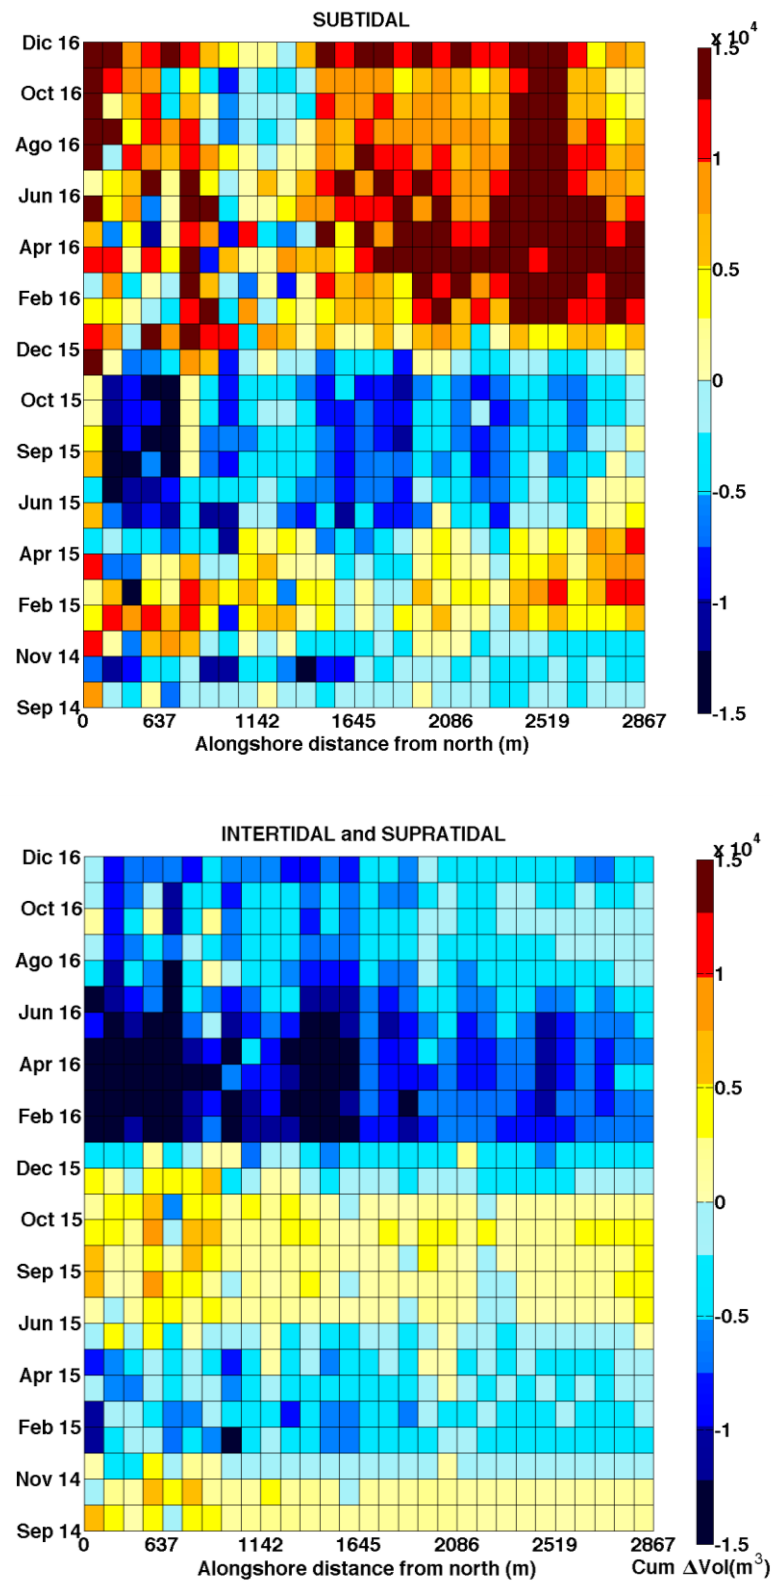 SUBTIDAL
x 10^4
Dic 16
Oct 16
Ago 16
Jun 16
Apr 16
Feb 16
Dec 15
Oct 15
Sep 15
Jun 15
Apr 15
Feb 15
Nov 14
Sep 14
1.5
1
0.5
0
-0.5
-1
-1.5
0 637 1142 1645 2086 2519 2867
Alongshore distance from north (m)
INTERTIDAL and SUPRATIDAL
x 10^4
Dic 16
Oct 16
Ago 16
Jun 16
Apr 16
Feb 16
Dec 15
Oct 15
Sep 15
Jun 15
Apr 15
Feb 15
Nov 14
Sep 14
1.5
1
0.5
0
-0.5
-1
-1.5
0 637 1142 1645 2086 2519 2867
Alongshore distance from north (m)
Cum ΔVol(m³)